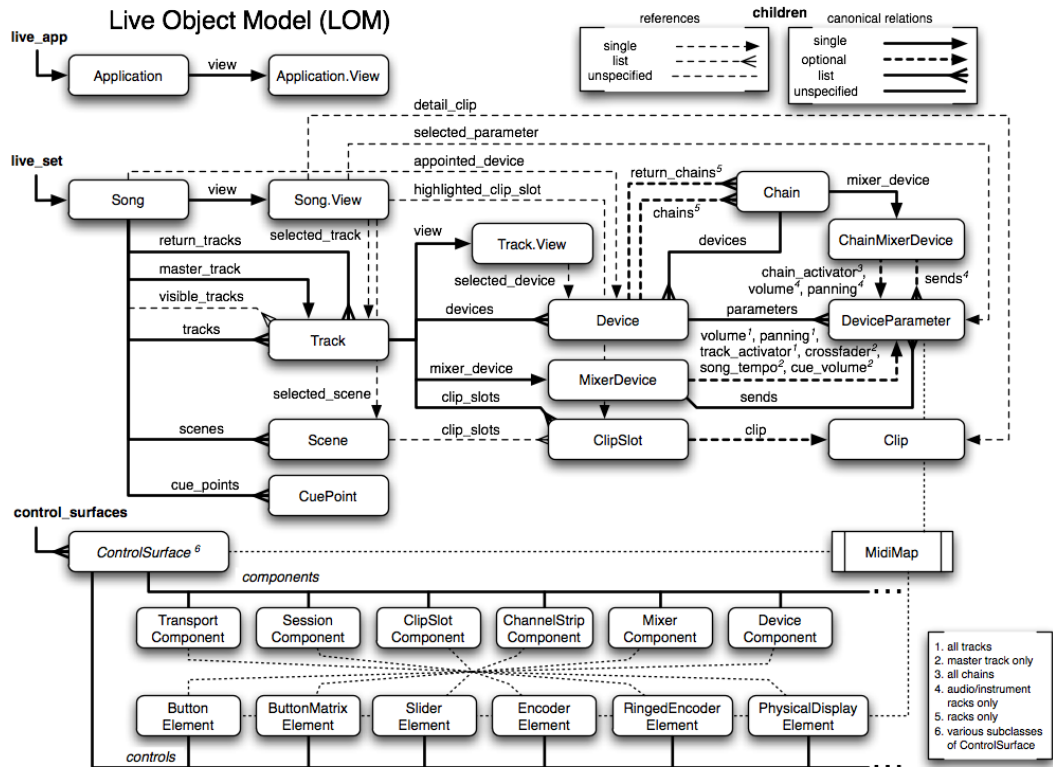 Live Object Model (LOM)
children
references
canonical relations
single
list
unspecified
single
optional
list
unspecified
live_app
Application
view
Application.View
detail_clip
selected_parameter
live_set
appointed_device
Song
view
Song.View
highlighted_clip_slot
return_chains⁵
chains⁵
Chain
mixer_device
ChainMixerDevice
selected_track
return_tracks
view
Track.View
devices
master_track
selected_device
chain_activator³,
volume⁴, panning⁴
sends⁴
visible_tracks
tracks
Track
devices
Device
parameters
DeviceParameter
volume¹, panning¹,
track_activator¹, crossfader²,
song_tempo², cue_volume²
mixer_device
MixerDevice
selected_scene
clip_slots
sends
scenes
Scene
clip_slots
ClipSlot
clip
Clip
cue_points
CuePoint
control_surfaces
ControlSurface ⁶
MidiMap
components
Transport
Component
Session
Component
ClipSlot
Component
ChannelStrip
Component
Mixer
Component
Device
Component
Button
Element
ButtonMatrix
Element
Slider
Element
Encoder
Element
RingedEncoder
Element
PhysicalDisplay
Element
controls
1. all tracks
2. master track only
3. all chains
4. audio/instrument
racks only
5. racks only
6. various subclasses
of ControlSurface